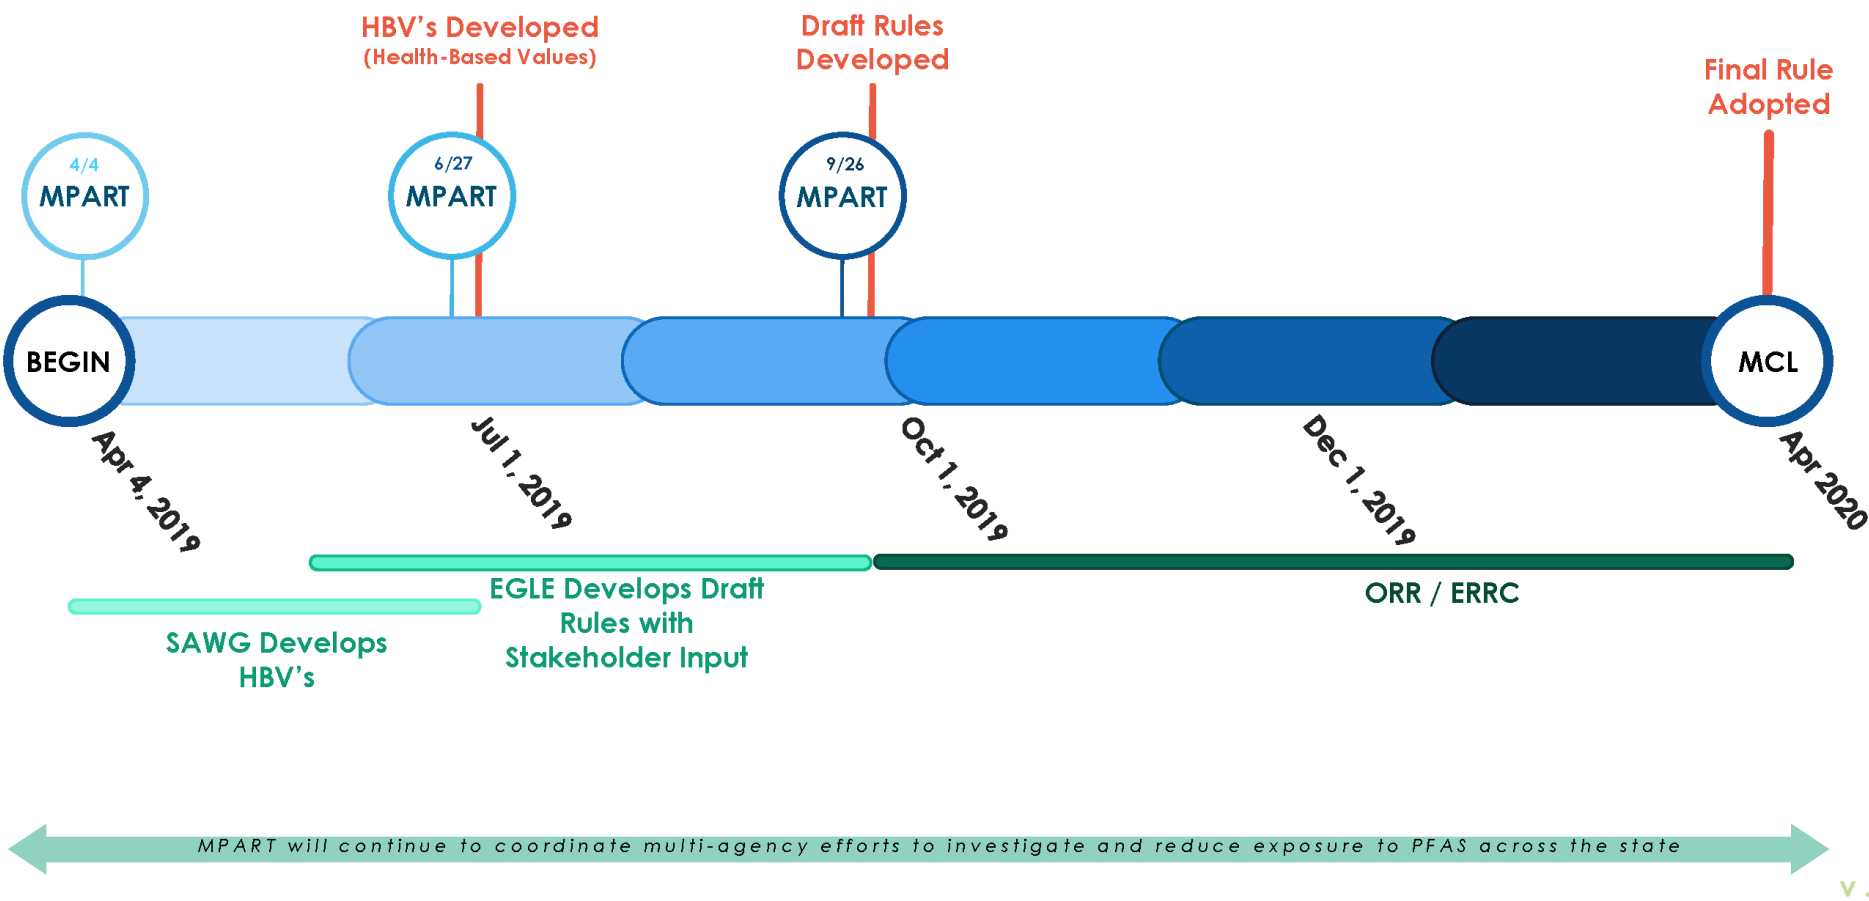 HBV's Developed
(Health-Based Values)
Draft Rules
Developed
Final Rule
Adopted
4/4
MPART
6/27
MPART
9/26
MPART
BEGIN
MCL
Apr 4, 2019
Jul 1, 2019
Oct 1, 2019
Dec 1, 2019
Apr 2020
EGLE Develops Draft
Rules with
Stakeholder Input
ORR / ERRC
SAWG Develops
HBV's
MPART will continue to coordinate multi-agency efforts to investigate and reduce exposure to PFAS across the state
v.